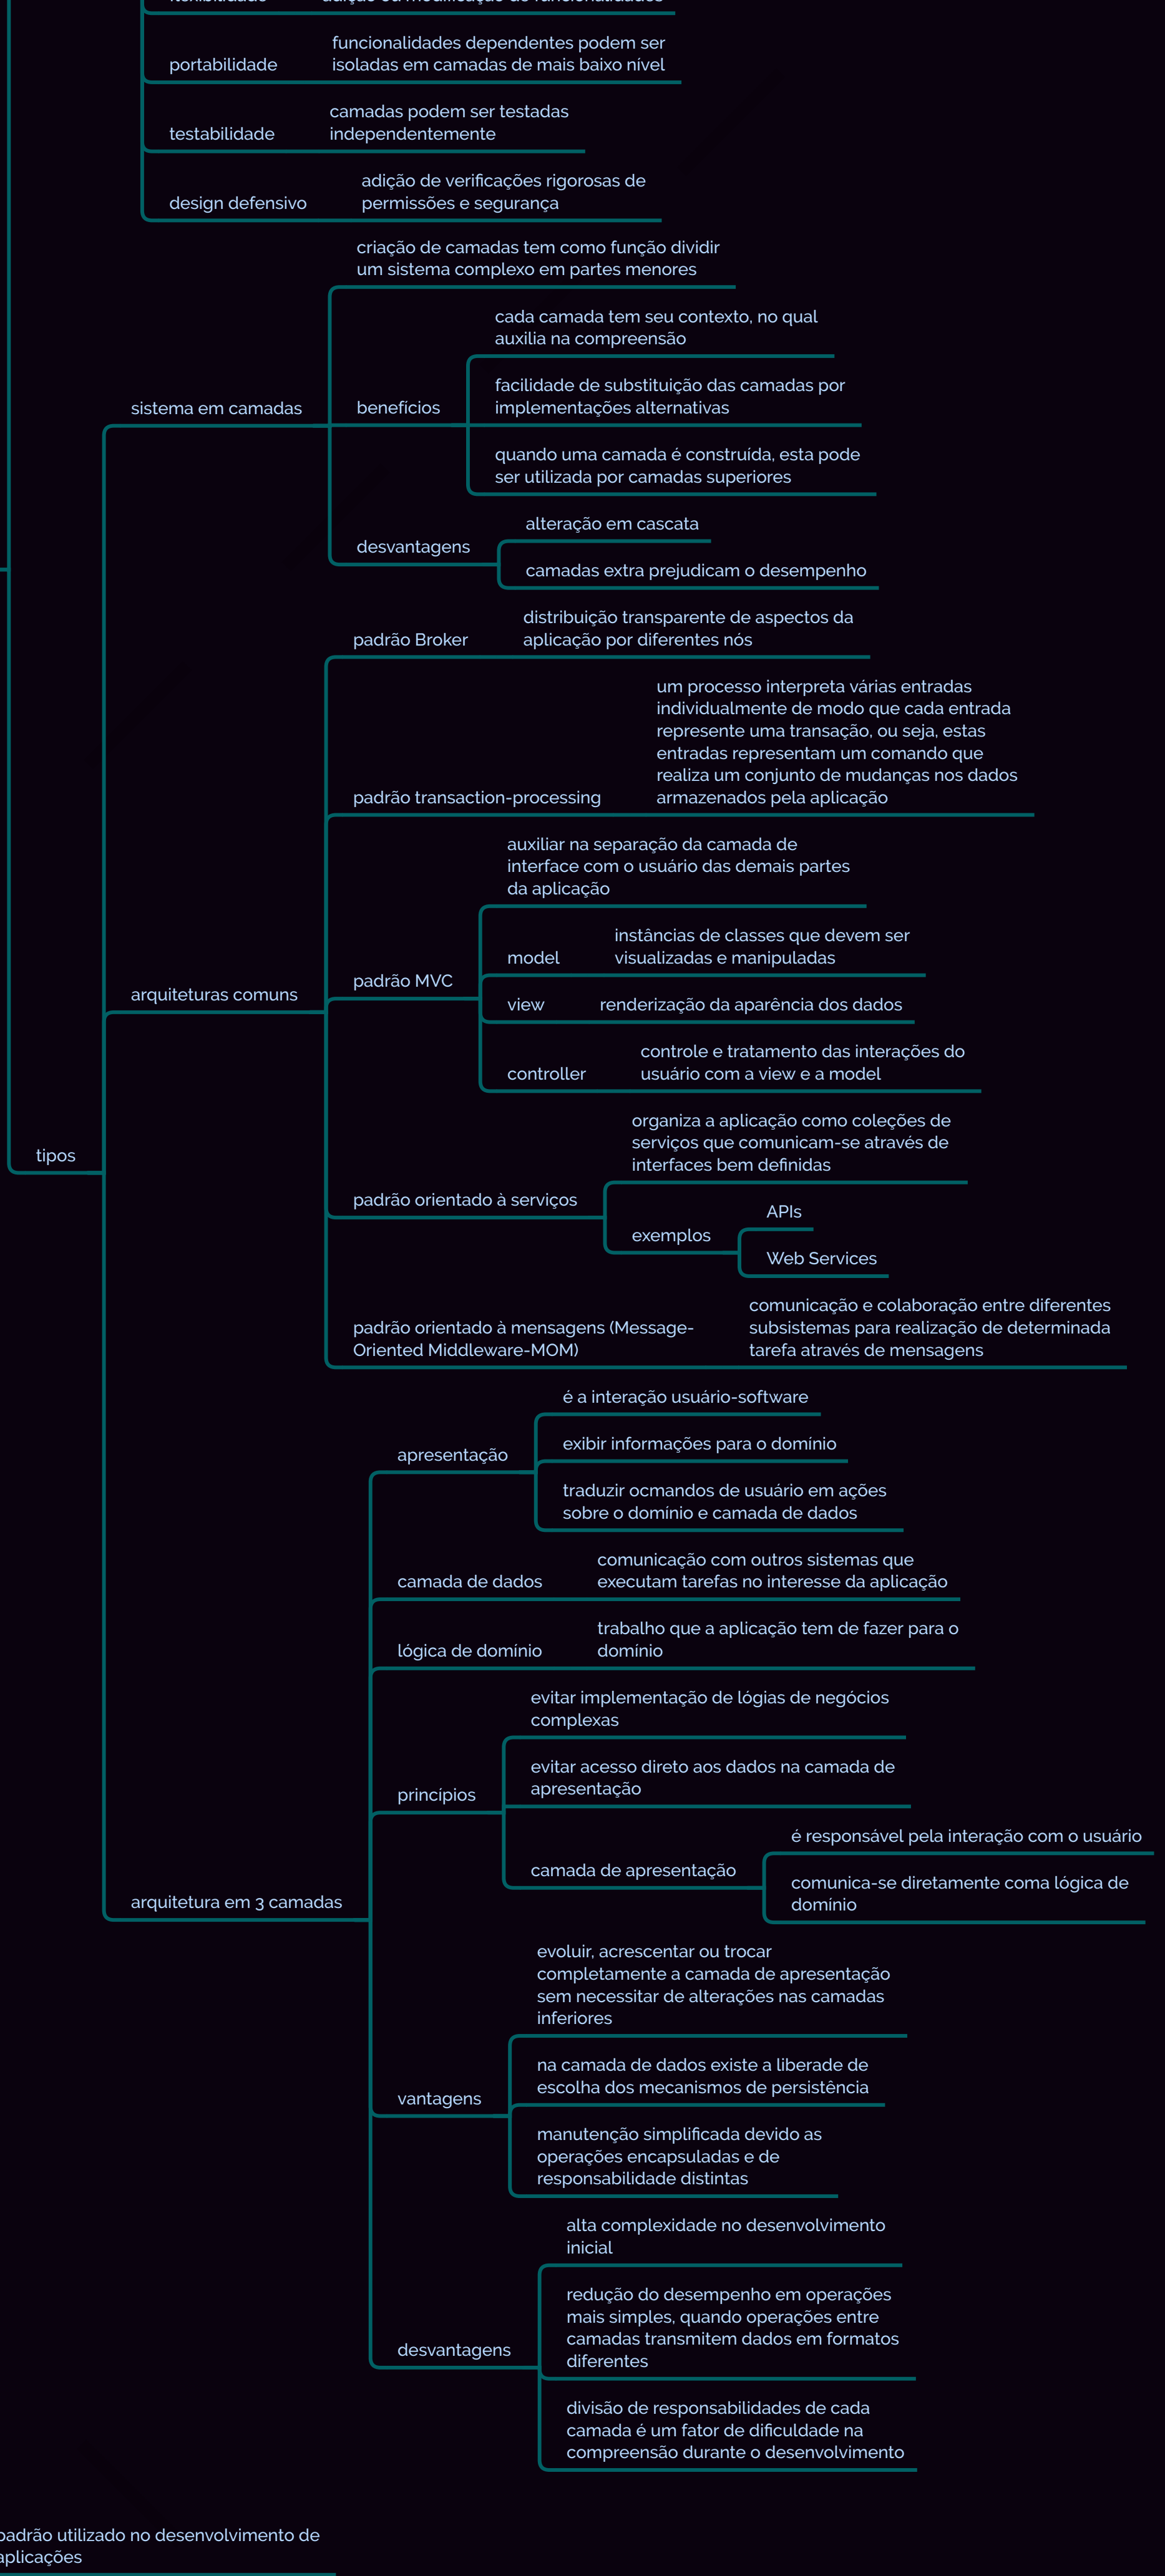 flexibilidade
adição ou modificação de funcionalidades
funcionalidades dependentes podem ser
isoladas em camadas de mais baixo nível
portabilidade
camadas podem ser testadas
independentemente
testabilidade
adição de verificações rigorosas de
permissões e segurança
design defensivo
criação de camadas tem como função dividir
um sistema complexo em partes menores
cada camada tem seu contexto, no qual
auxilia na compreensão
sistema em camadas
benefícios
facilidade de substituição das camadas por
implementações alternativas
quando uma camada é construída, esta pode
ser utilizada por camadas superiores
alteração em cascata
desvantagens
camadas extra prejudicam o desempenho
distribuição transparente de aspectos da
aplicação por diferentes nós
padrão Broker
um processo interpreta várias entradas
individualmente de modo que cada entrada
represente uma transação, ou seja, estas
entradas representam um comando que
realiza um conjunto de mudanças nos dados
armazenados pela aplicação
padrão transaction-processing
auxiliar na separação da camada de
interface com o usuário das demais partes
da aplicação
instâncias de classes que devem ser
visualizadas e manipuladas
model
padrão MVC
arquiteturas comuns
view
renderização da aparência dos dados
controle e tratamento das interações do
usuário com a view e a model
controller
organiza a aplicação como coleções de
serviços que comunicam-se através de
interfaces bem definidas
tipos
padrão orientado à serviços
APIs
exemplos
Web Services
comunicação e colaboração entre diferentes
subsistemas para realização de determinada
tarefa através de mensagens
padrão orientado à mensagens (Message-
Oriented Middleware-MOM)
é a interação usuário-software
exibir informações para o domínio
apresentação
traduzir ocmandos de usuário em ações
sobre o domínio e camada de dados
comunicação com outros sistemas que
executam tarefas no interesse da aplicação
camada de dados
trabalho que a aplicação tem de fazer para o
domínio
lógica de domínio
evitar implementação de lógias de negócios
complexas
evitar acesso direto aos dados na camada de
apresentação
princípios
é responsável pela interação com o usuário
camada de apresentação
comunica-se diretamente coma lógica de
domínio
arquitetura em 3 camadas
evoluir, acrescentar ou trocar
completamente a camada de apresentação
sem necessitar de alterações nas camadas
inferiores
na camada de dados existe a liberade de
escolha dos mecanismos de persistência
vantagens
manutenção simplificada devido as
operações encapsuladas e de
responsabilidade distintas
alta complexidade no desenvolvimento
inicial
redução do desempenho em operações
mais simples, quando operações entre
camadas transmitem dados em formatos
diferentes
desvantagens
divisão de responsabilidades de cada
camada é um fator de dificuldade na
compreensão durante o desenvolvimento
padrão utilizado no desenvolvimento de
aplicações